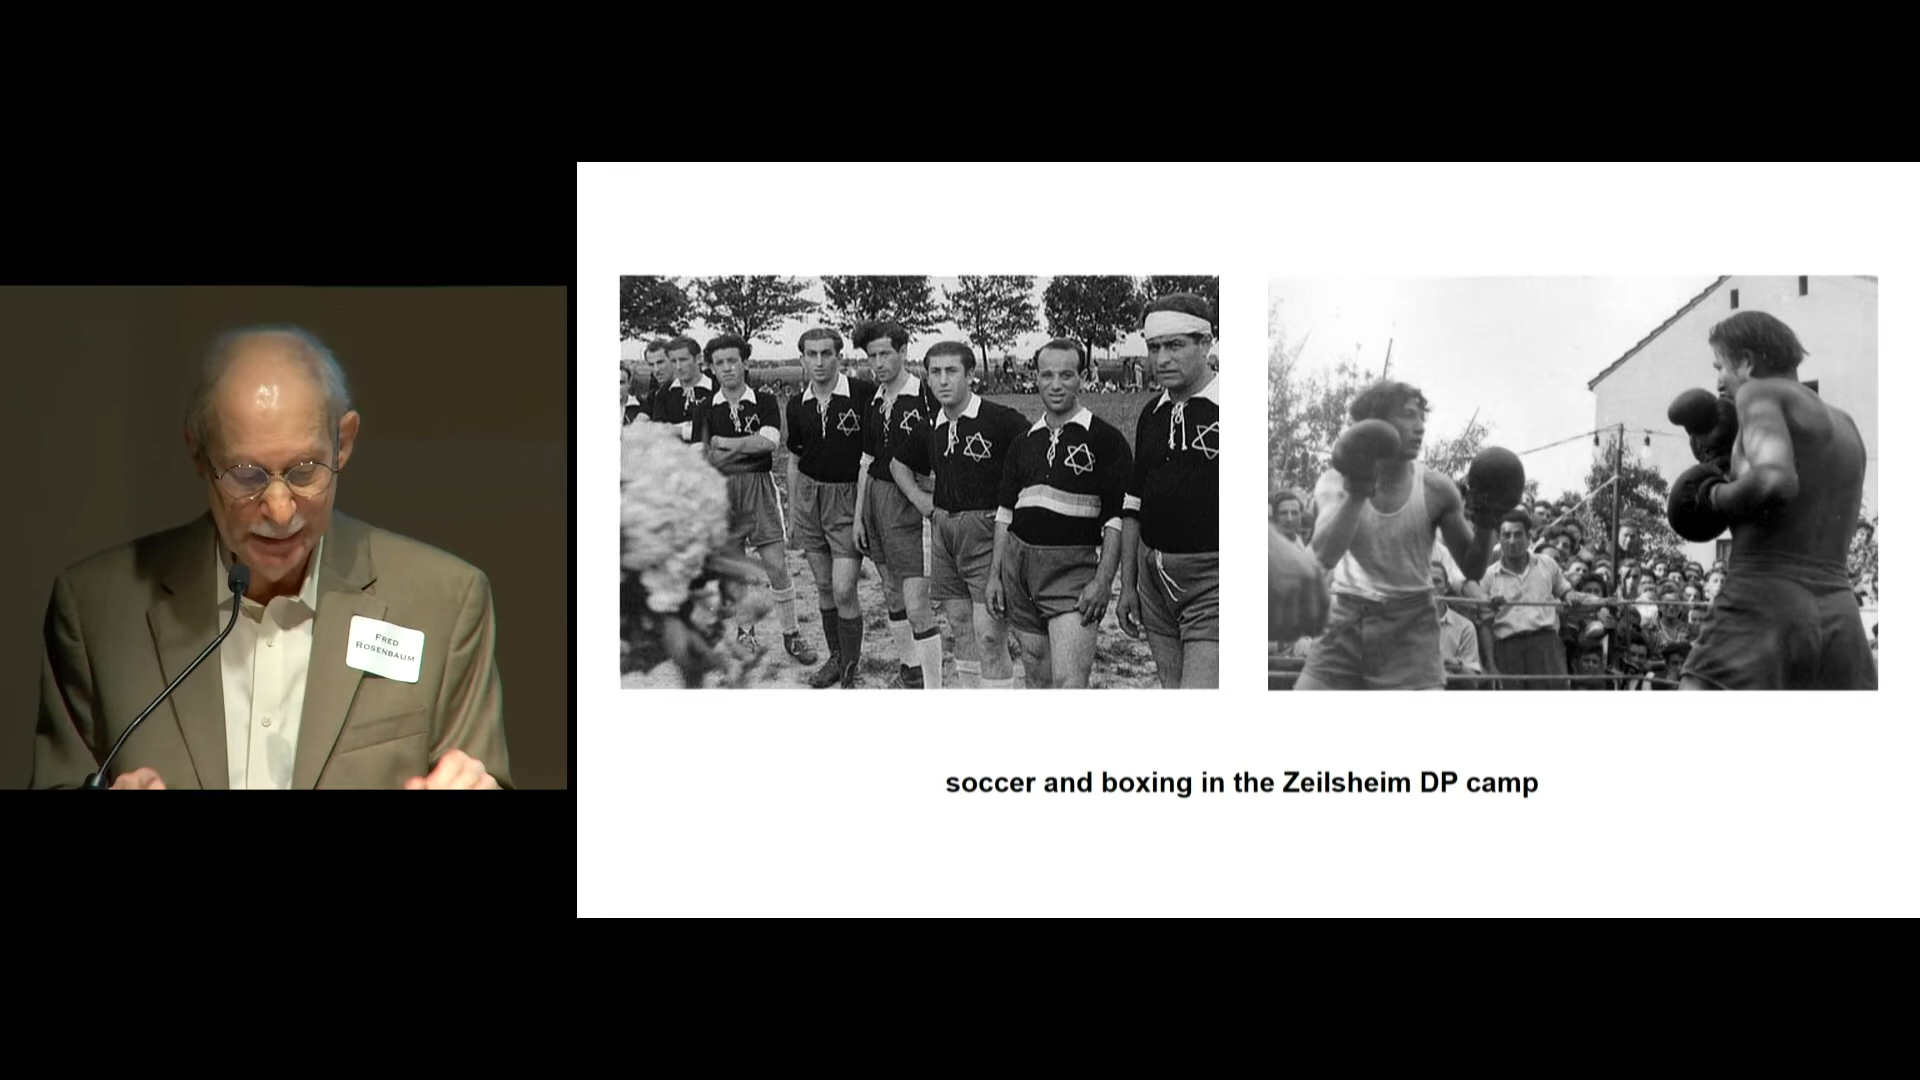 FRED
ROSENBAUM
soccer and boxing in the Zeilsheim DP camp